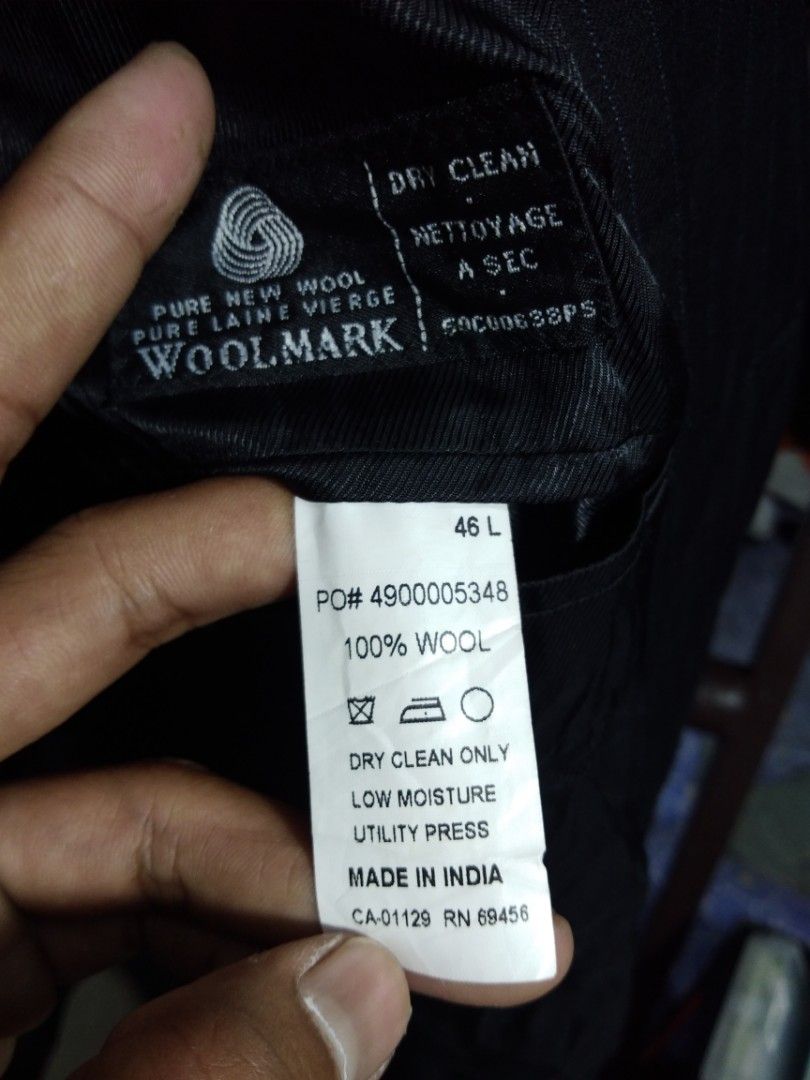 PURE NEW WOOL
PURE LAINE VIERGE
WOOLMARK
DRY CLEAN
NETTOYAGE
A SEC
46 L
PO# 4900005348
100% WOOL
DRY CLEAN ONLY
LOW MOISTURE
UTILITY PRESS
MADE IN INDIA
CA-01129 RN 69456